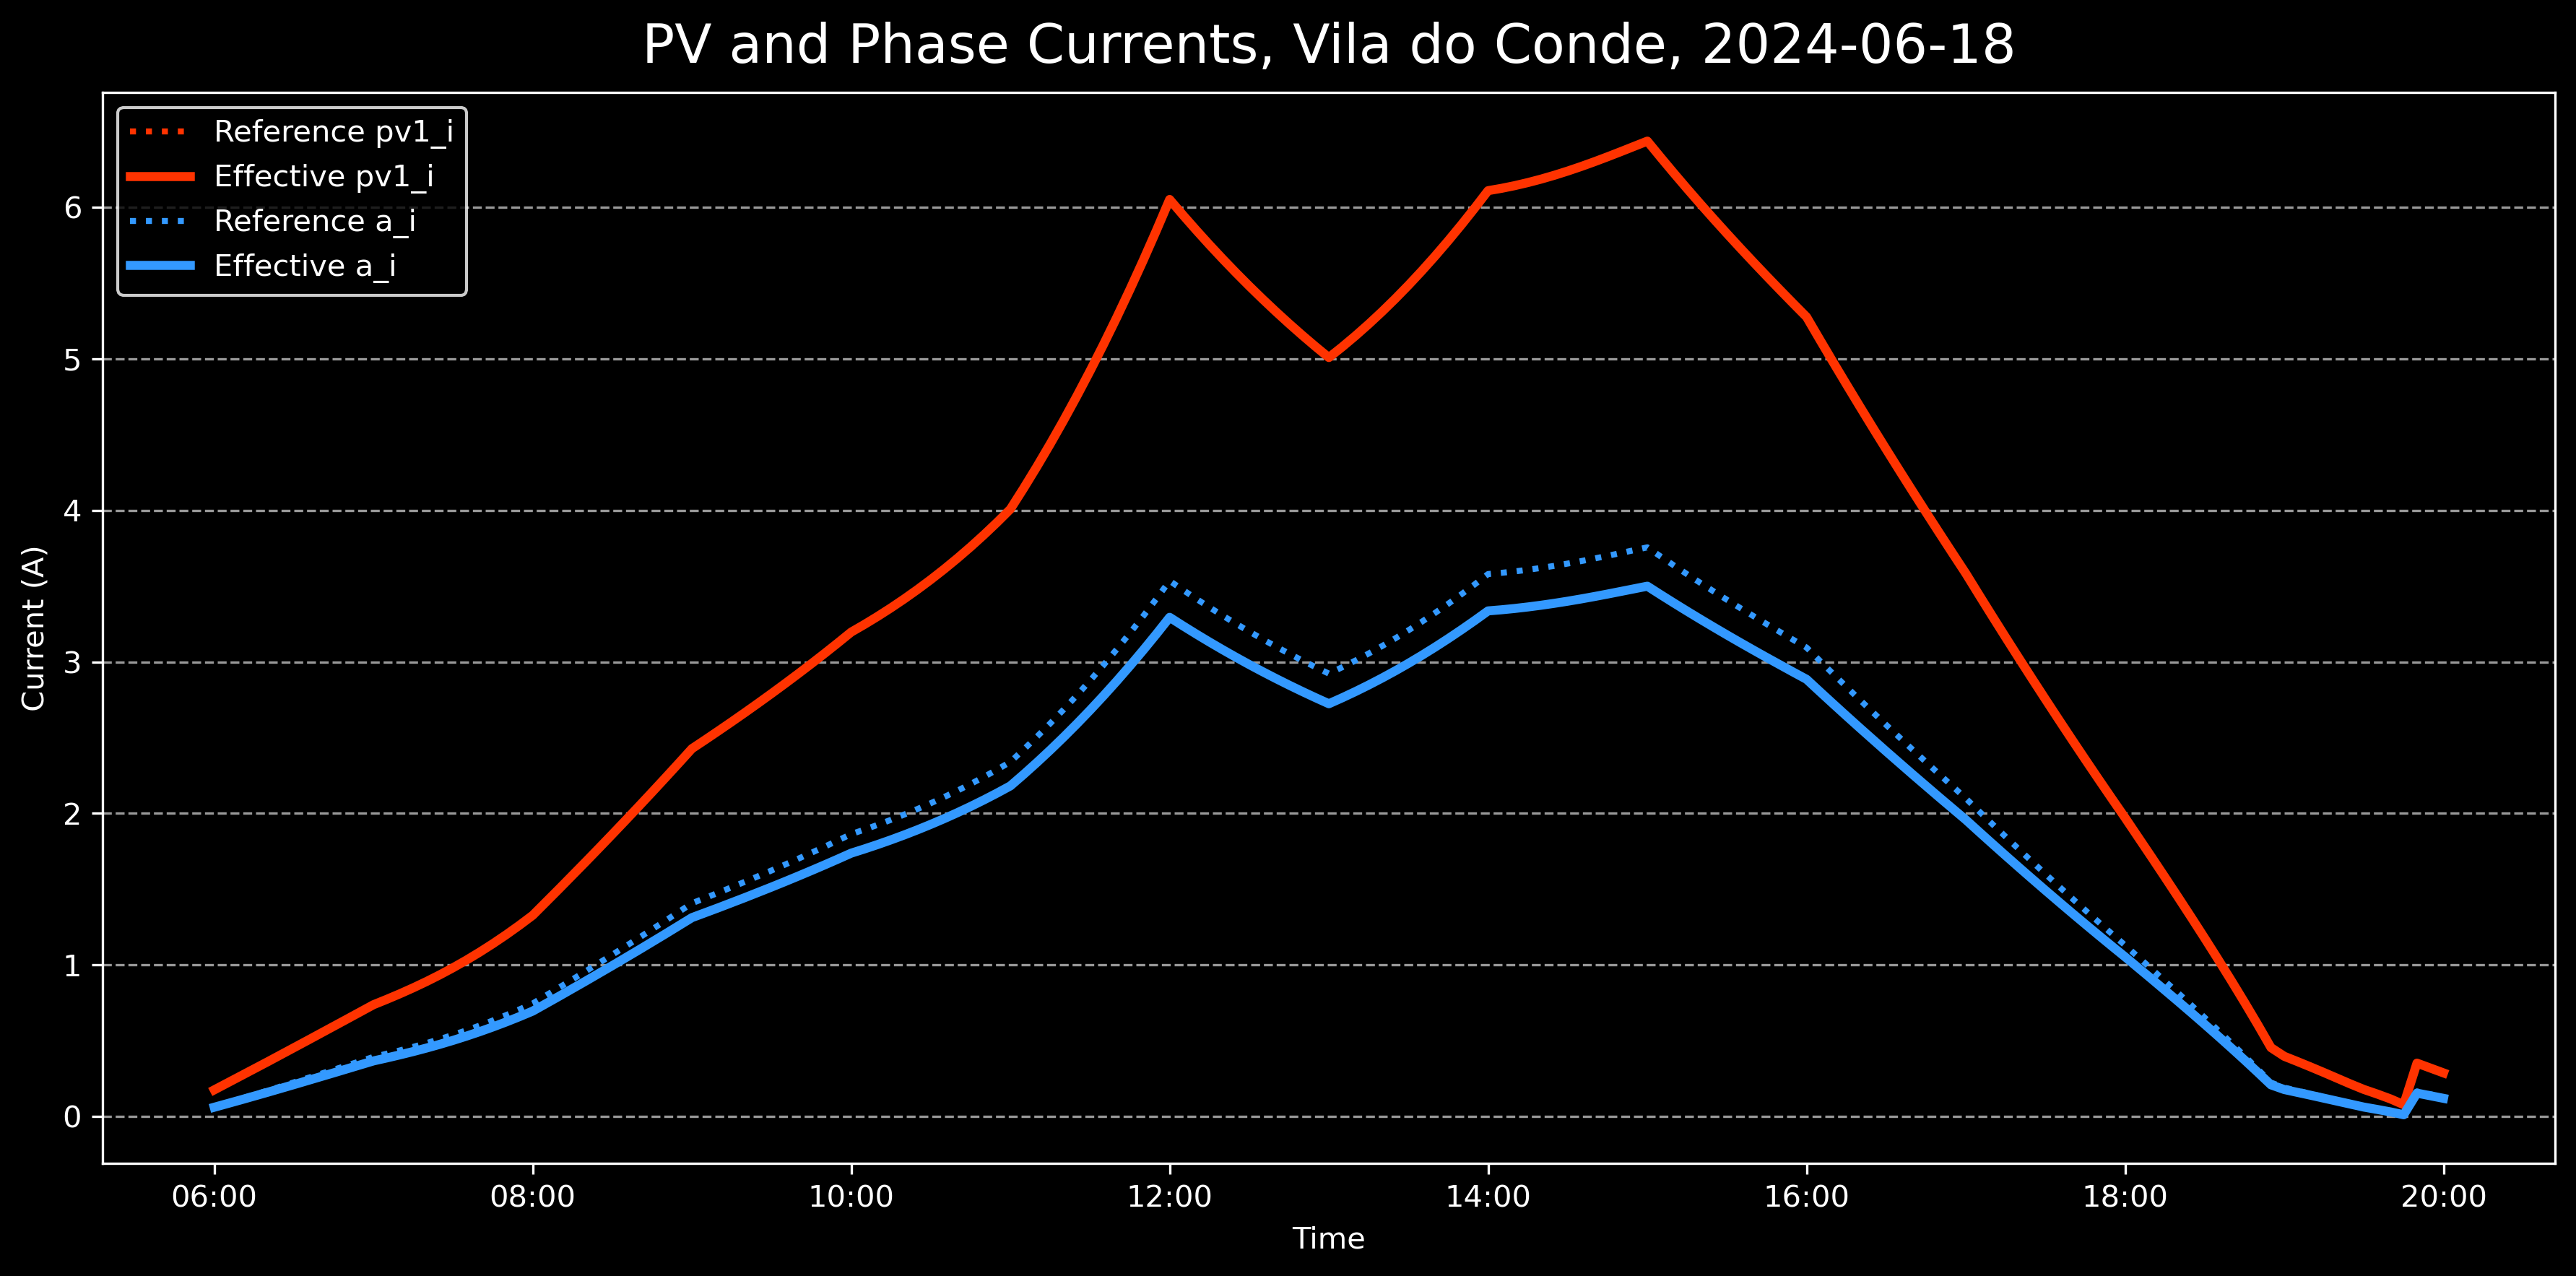 PV and Phase Currents, Vila do Conde, 2024-06-18
Reference pv1_i
Effective pv1_i
Reference a_i
Effective a_i
6
5
4
3
2
1
0
Current (A)
06:00 08:00 10:00 12:00 14:00 16:00 18:00 20:00
Time